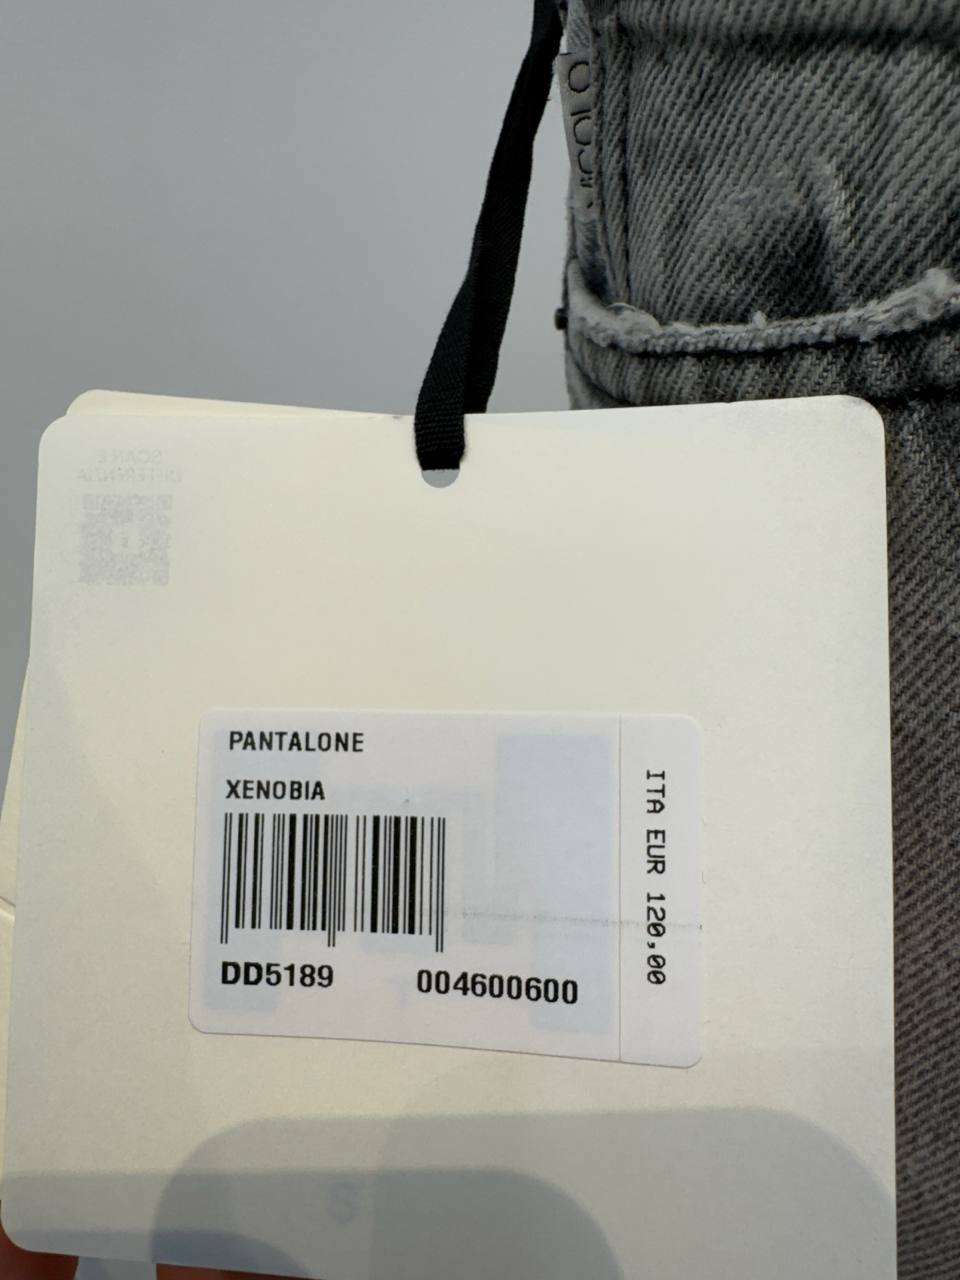 PANTALONE
XENOBIA
DD5189 004600600
ITA EUR 120,00